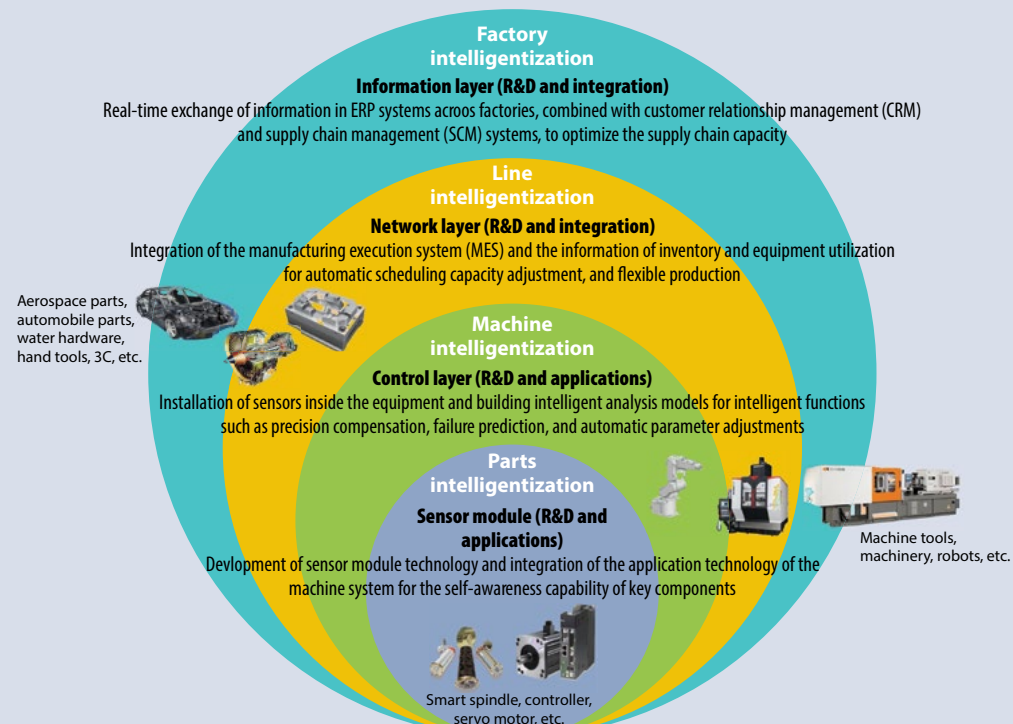 Factory
intelligentization
Information layer (R&D and integration)
Real-time exchange of information in ERP systems acroos factories, combined with customer relationship management (CRM)
and supply chain management (SCM) systems, to optimize the supply chain capacity
Line
intelligentization
Network layer (R&D and integration)
Integration of the manufacturing execution system (MES) and the information of inventory and equipment utilization
for automatic scheduling capacity adjustment, and flexible production
Aerospace parts,
automobile parts,
water hardware,
hand tools, 3C, etc.
Machine
intelligentization
Control layer (R&D and applications)
Installation of sensors inside the equipment and building intelligent analysis models for intelligent functions
such as precision compensation, failure prediction, and automatic parameter adjustments
Parts
intelligentization
Sensor module (R&D and
applications)
Machine tools,
machinery, robots, etc.
Devlopment of sensor module technology and integration of the application technology of the
machine system for the self-awareness capability of key components
Smart spindle, controller,
servo motor, etc.